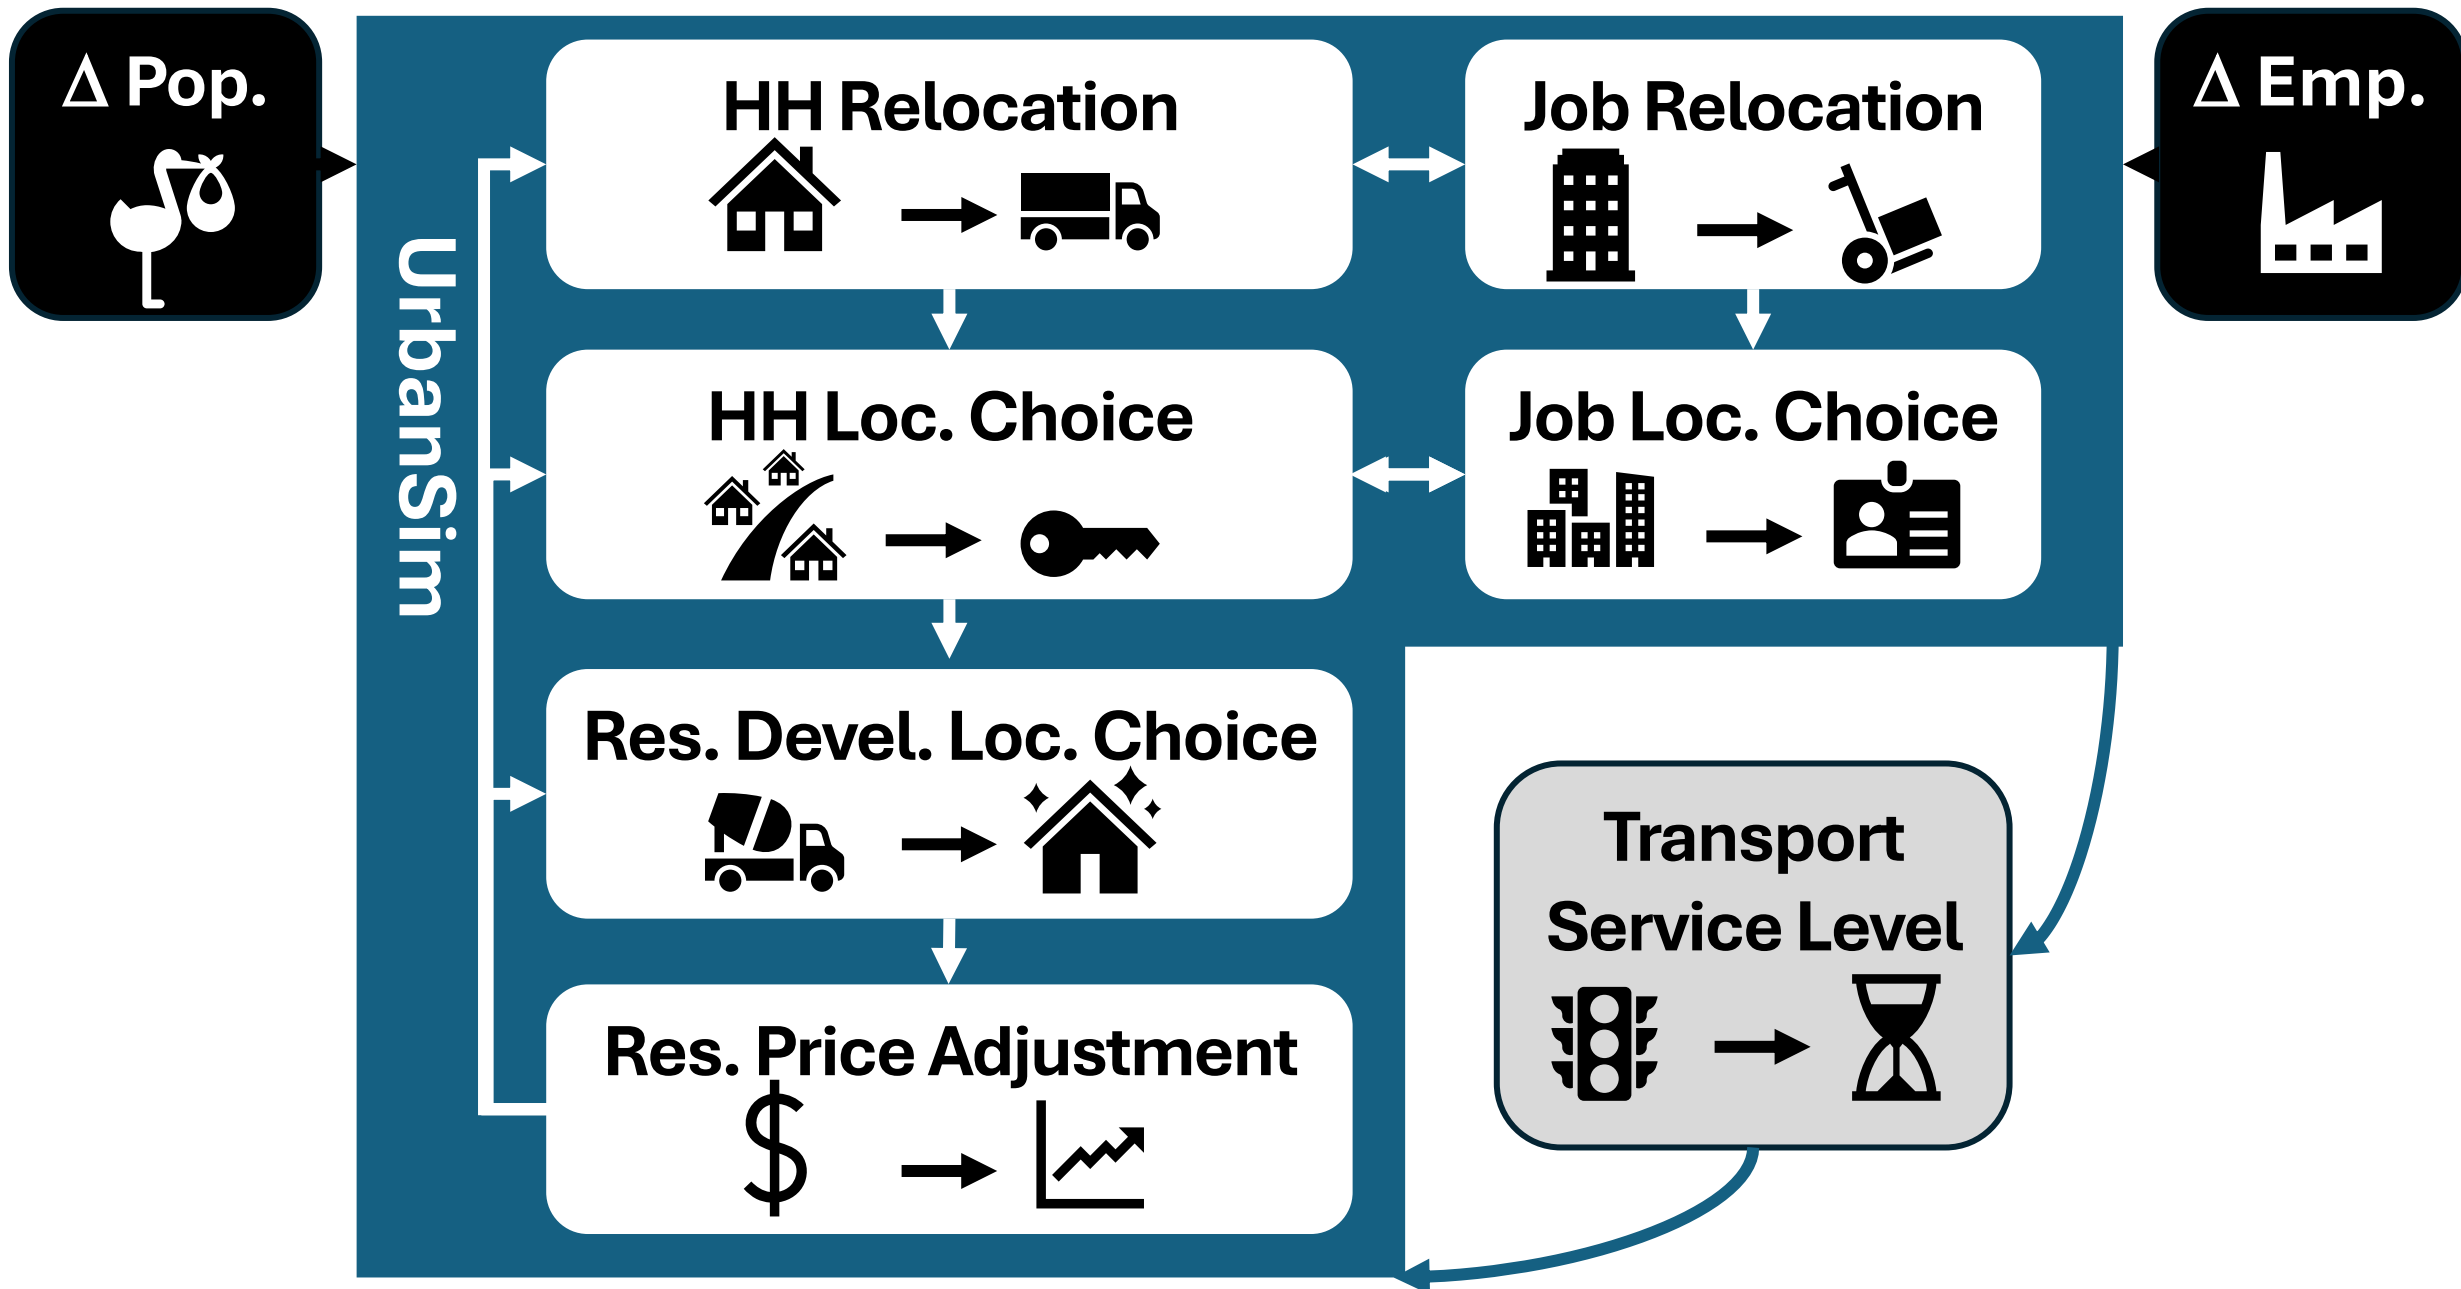 Δ Pop.
UrbanSim
HH Relocation
Job Relocation
Δ Emp.
HH Loc. Choice
Job Loc. Choice
Res. Devel. Loc. Choice
Res. Price Adjustment
Transport
Service Level